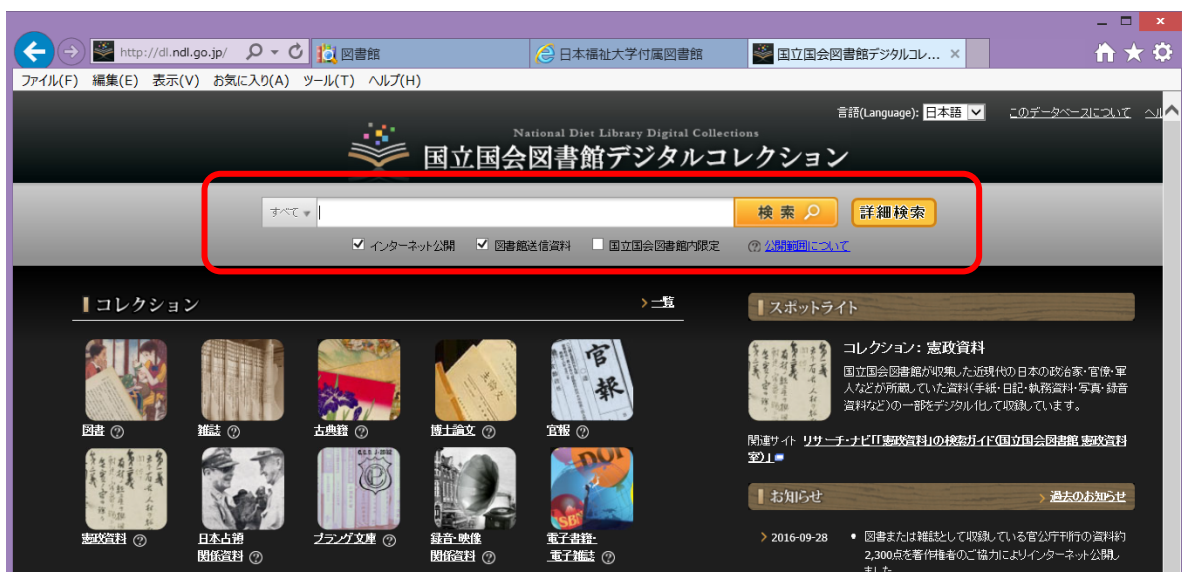 http://dl.ndl.go.jp/
図書館
日本福祉大学付属図書館
国立国会図書館デジタルコレ...
ファイル(F) 編集(E) 表示(V) お気に入り(A) ツール(T) ヘルプ(H)
言語(Language): 日本語 このデータベースについて ヘル
National Diet Library Digital Collections
国立国会図書館デジタルコレクション
すべて 検索 詳細検索
インターネット公開 図書館送信資料 国立国会図書館内限定 公開範囲について
コレクション 一覧
図書 雑誌 古典籍 博士論文 官報
憲政資料 日本占領関係資料 プランゲ文庫 録音・映像関係資料 電子書籍・電子雑誌
スポットライト
コレクション: 憲政資料
国立国会図書館が収集した近現代の日本の政治家・官僚・軍
人などが所蔵していた資料(手紙・日記・執務資料・写真・録音
資料など)の一部をデジタル化して収録しています。
関連サイト リサーチ・ナビ「「憲政資料」の検索ガイド(国立国会図書館 憲政資料
室)」
お知らせ 過去のお知らせ
2016-09-28 図書または雑誌として収録している官公庁刊行の資料約
2,300点を著作権者のご協力によりインターネット公開し
ました